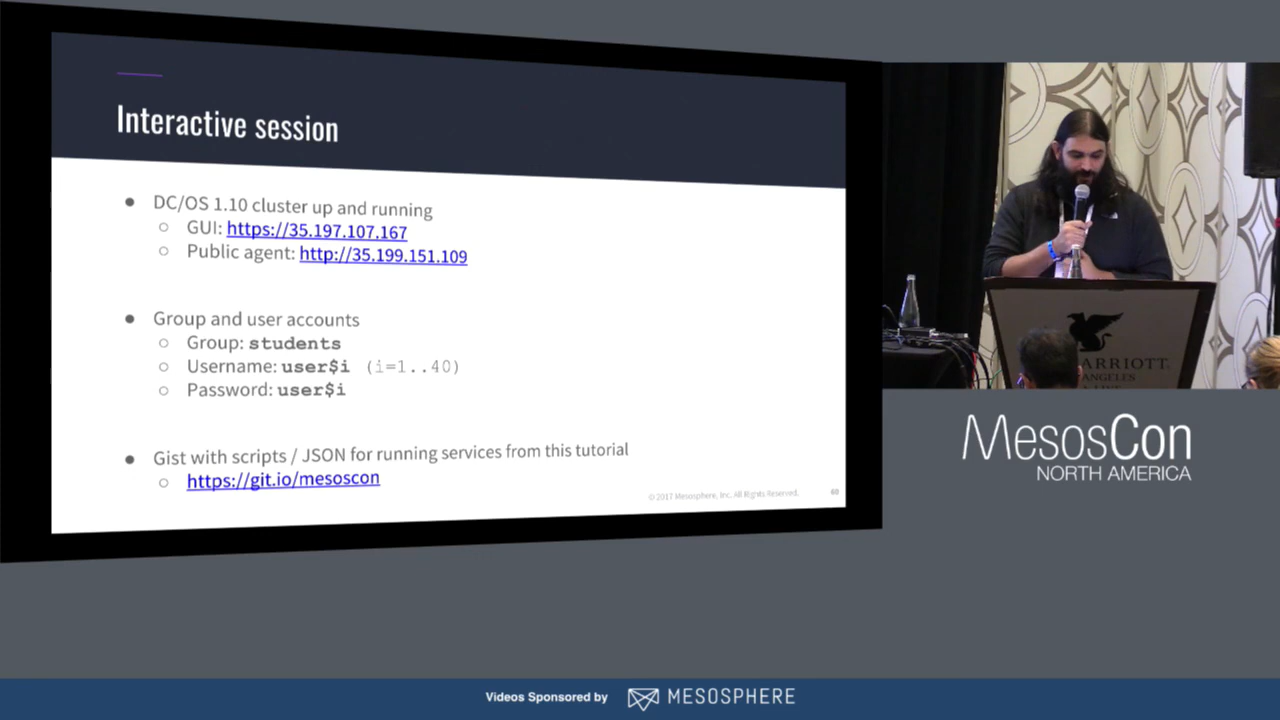 Interactive session
● DC/OS 1.10 cluster up and running
○ GUI: https://35.197.107.167
○ Public agent: http://35.199.151.109
● Group and user accounts
○ Group: students
○ Username: user$i (i=1..40)
○ Password: user$i
● Gist with scripts / JSON for running services from this tutorial
○ https://git.io/mesoscon
© 2017 Mesosphere, Inc. All Rights Reserved.
60
ARRIOTT
ANGELES
MesosCon
NORTH AMERICA
Videos Sponsored by
MESOSPHERE